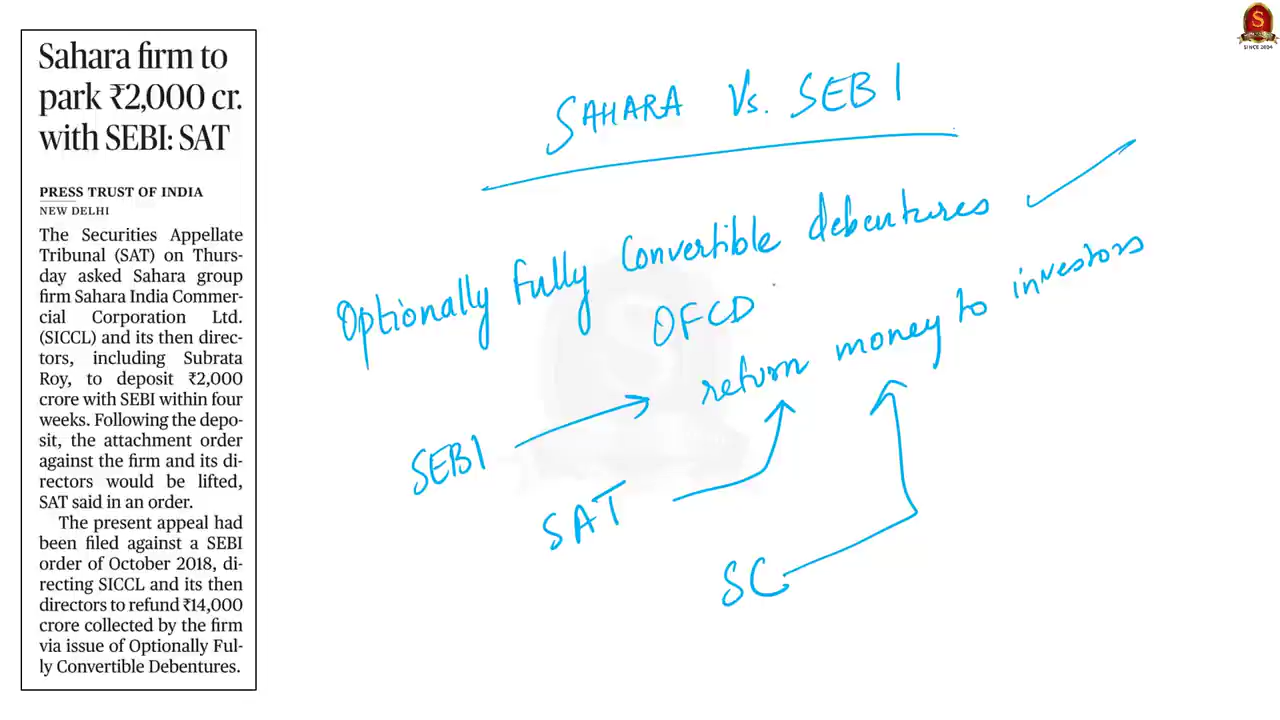 Sahara firm to
park ₹2,000 cr.
with SEBI: SAT
PRESS TRUST OF INDIA
NEW DELHI
The Securities Appellate
Tribunal (SAT) on Thurs-
day asked Sahara group
firm Sahara India Commer-
cial Corporation Ltd.
(SICCL) and its then direc-
tors, including Subrata
Roy, to deposit ₹2,000
crore with SEBI within four
weeks. Following the depo-
sit, the attachment order
against the firm and its di-
rectors would be lifted,
SAT said in an order.
The present appeal had
been filed against a SEBI
order of October 2018, di-
recting SICCL and its then
directors to refund ₹14,000
crore collected by the firm
via issue of Optionally Ful-
ly Convertible Debentures.
SAHARA Vs. SEBI
Optionally fully Convertible debentures
OFCD
return money to investors
SEBI
SAT
SC
S
SINCE 2004